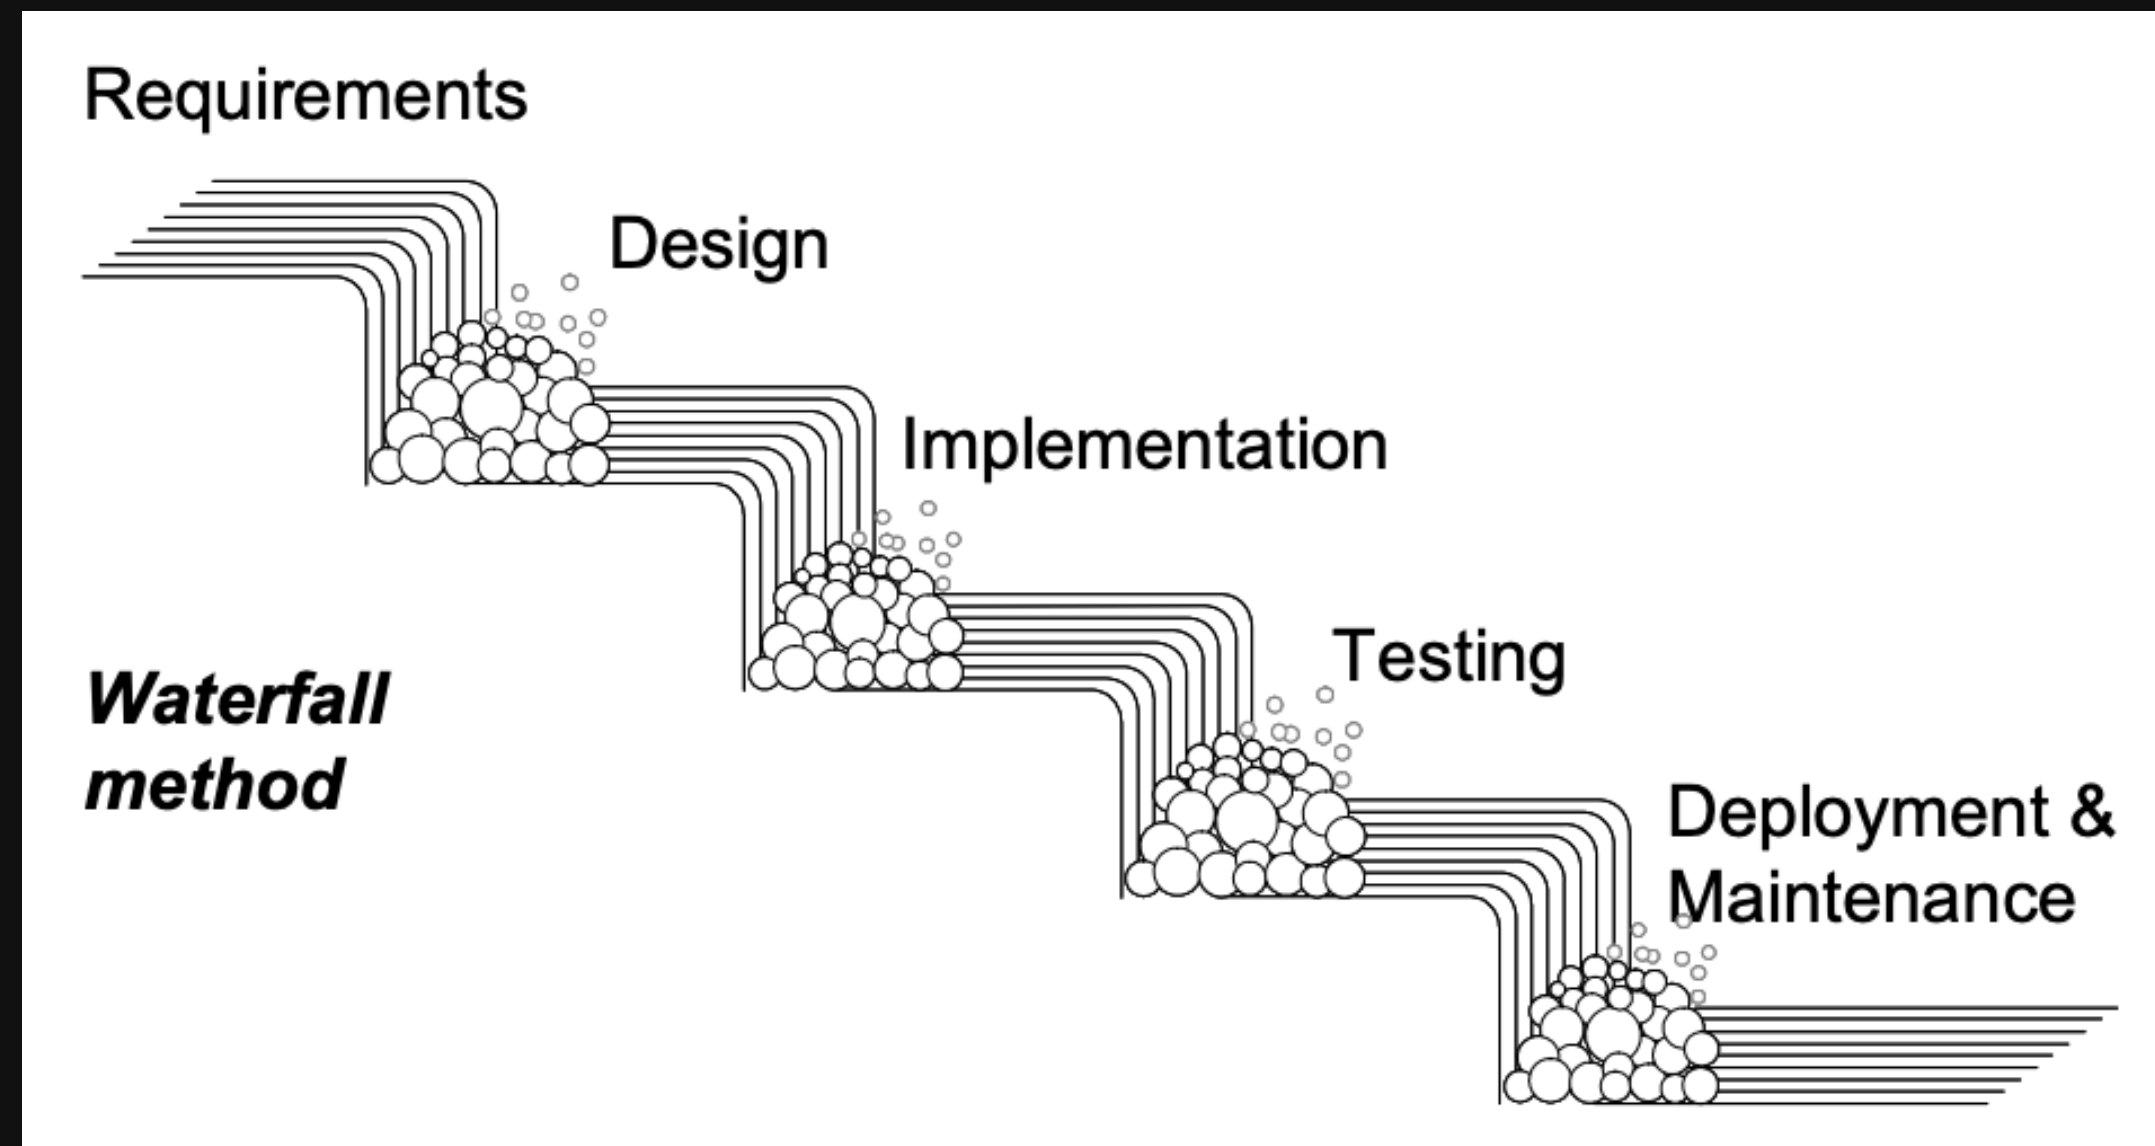 Requirements
Design
Implementation
Testing
Waterfall
method
Deployment &
Maintenance